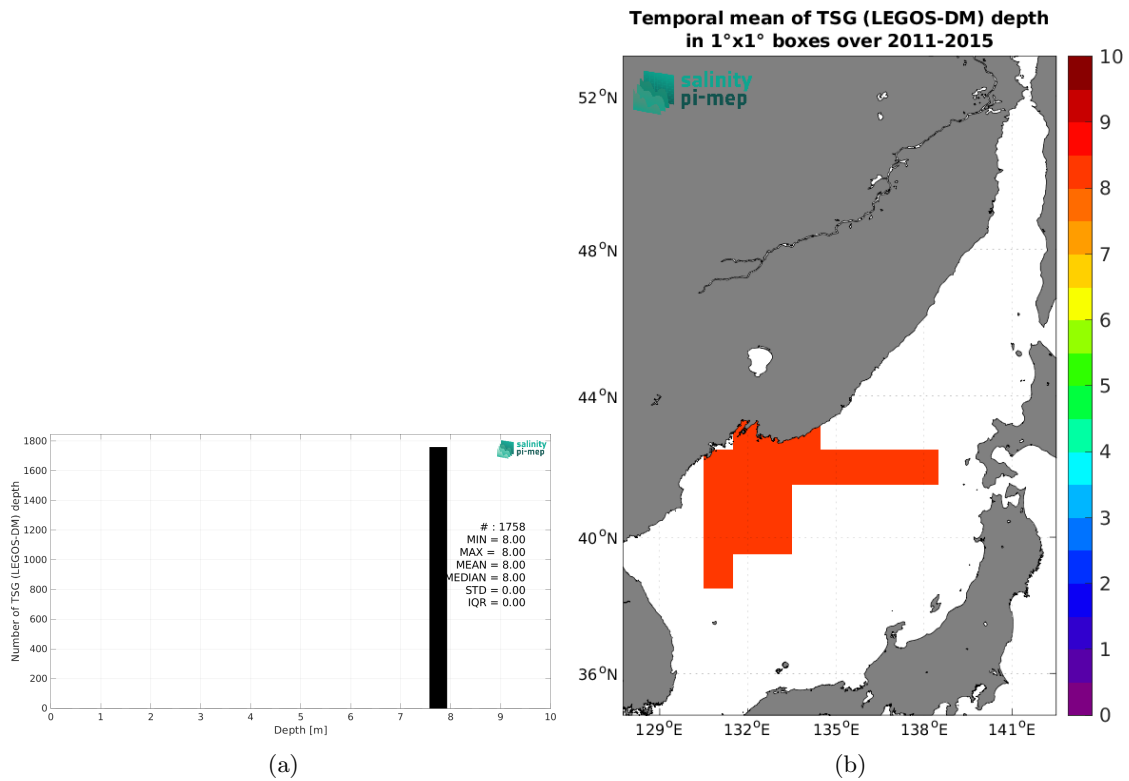 1800
1600
1400
1200
1000
800
600
400
200
0
Number of TSG (LEGOS-DM) depth
salinity
pi-mep
# : 1758
MIN = 8.00
MAX = 8.00
MEAN = 8.00
MEDIAN = 8.00
STD = 0.00
IQR = 0.00
0 1 2 3 4 5 6 7 8 9 10
Depth [m]
(a)
Temporal mean of TSG (LEGOS-DM) depth
in 1°x1° boxes over 2011-2015
salinity
pi-mep
52°N
48°N
44°N
40°N
36°N
129°E 132°E 135°E 138°E 141°E
10
9
8
7
6
5
4
3
2
1
0
(b)